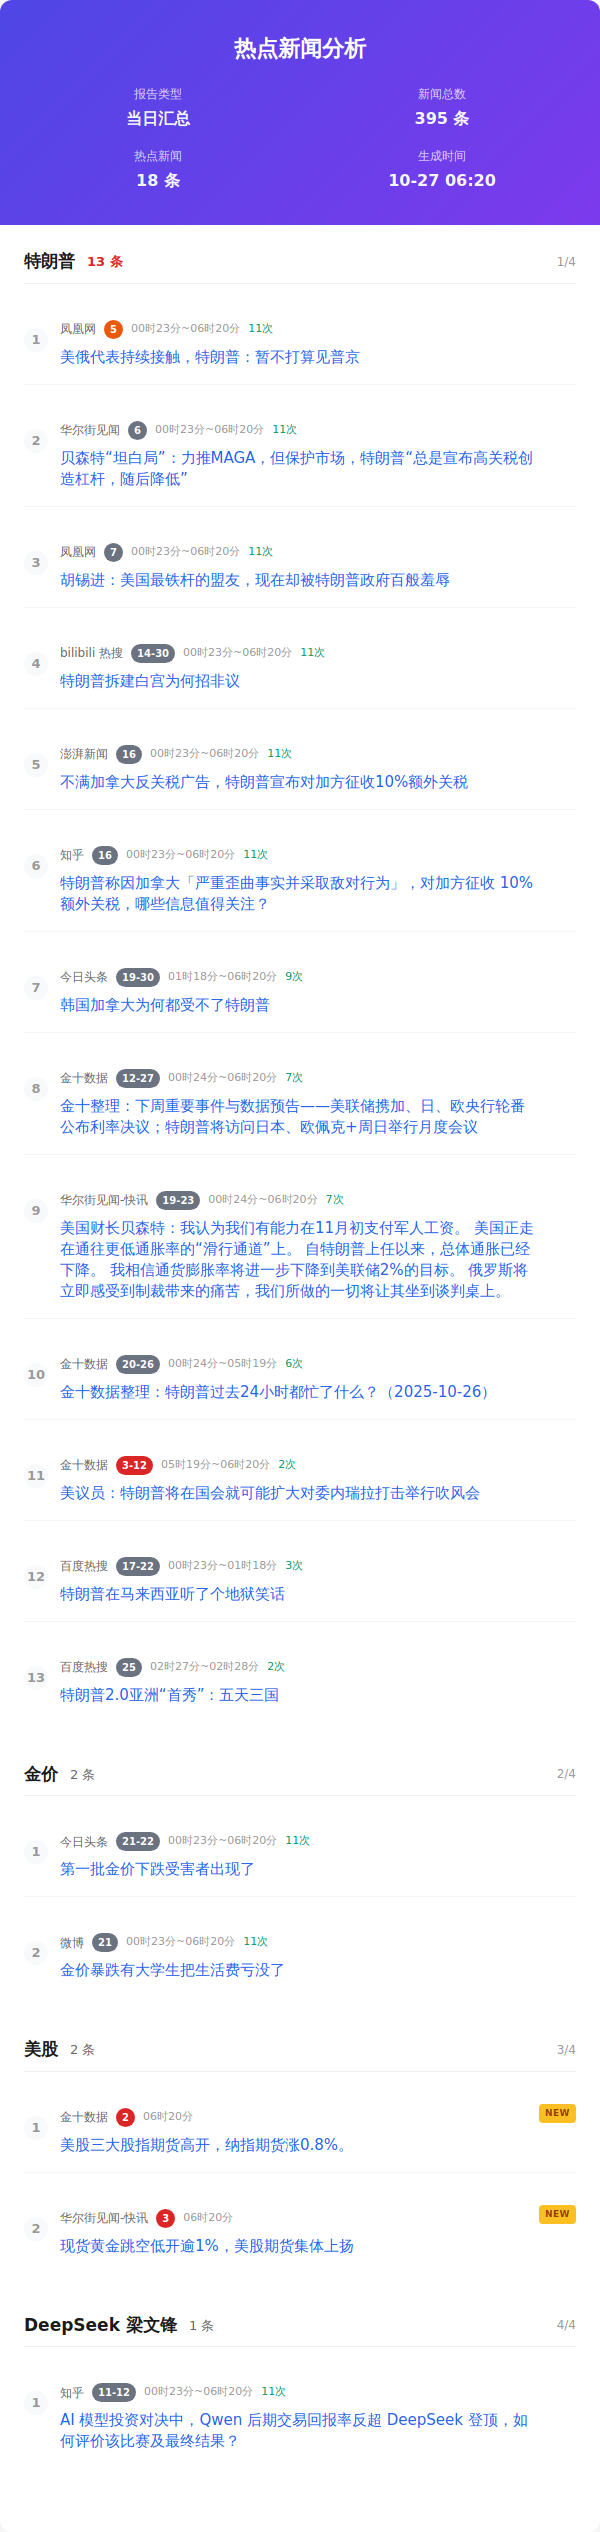 热点新闻分析
报告类型
当日汇总
新闻总数
395 条
热点新闻
18 条
生成时间
10-27 06:20
特朗普 13 条 1/4
1
凤凰网 5 00时23分~06时20分 11次
美俄代表持续接触，特朗普：暂不打算见普京
2
华尔街见闻 6 00时23分~06时20分 11次
贝森特“坦白局”：力推MAGA，但保护市场，特朗普“总是宣布高关税创
造杠杆，随后降低”
3
凤凰网 7 00时23分~06时20分 11次
胡锡进：美国最铁杆的盟友，现在却被特朗普政府百般羞辱
4
bilibili 热搜 14-30 00时23分~06时20分 11次
特朗普拆建白宫为何招非议
5
澎湃新闻 16 00时23分~06时20分 11次
不满加拿大反关税广告，特朗普宣布对加方征收10%额外关税
6
知乎 16 00时23分~06时20分 11次
特朗普称因加拿大「严重歪曲事实并采取敌对行为」，对加方征收 10%
额外关税，哪些信息值得关注？
7
今日头条 19-30 01时18分~06时20分 9次
韩国加拿大为何都受不了特朗普
8
金十数据 12-27 00时24分~06时20分 7次
金十整理：下周重要事件与数据预告——美联储携加、日、欧央行轮番
公布利率决议；特朗普将访问日本、欧佩克+周日举行月度会议
9
华尔街见闻-快讯 19-23 00时24分~06时20分 7次
美国财长贝森特：我认为我们有能力在11月初支付军人工资。 美国正走
在通往更低通胀率的“滑行通道”上。 自特朗普上任以来，总体通胀已经
下降。 我相信通货膨胀率将进一步下降到美联储2%的目标。 俄罗斯将
立即感受到制裁带来的痛苦，我们所做的一切将让其坐到谈判桌上。
10
金十数据 20-26 00时24分~05时19分 6次
金十数据整理：特朗普过去24小时都忙了什么？（2025-10-26）
11
金十数据 3-12 05时19分~06时20分 2次
美议员：特朗普将在国会就可能扩大对委内瑞拉打击举行吹风会
12
百度热搜 17-22 00时23分~01时18分 3次
特朗普在马来西亚听了个地狱笑话
13
百度热搜 25 02时27分~02时28分 2次
特朗普2.0亚洲“首秀”：五天三国
金价 2 条 2/4
1
今日头条 21-22 00时23分~06时20分 11次
第一批金价下跌受害者出现了
2
微博 21 00时23分~06时20分 11次
金价暴跌有大学生把生活费亏没了
美股 2 条 3/4
1
金十数据 2 06时20分 NEW
美股三大股指期货高开，纳指期货涨0.8%。
2
华尔街见闻-快讯 3 06时20分 NEW
现货黄金跳空低开逾1%，美股期货集体上扬
DeepSeek 梁文锋 1 条 4/4
1
知乎 11-12 00时23分~06时20分 11次
AI 模型投资对决中，Qwen 后期交易回报率反超 DeepSeek 登顶，如
何评价该比赛及最终结果？